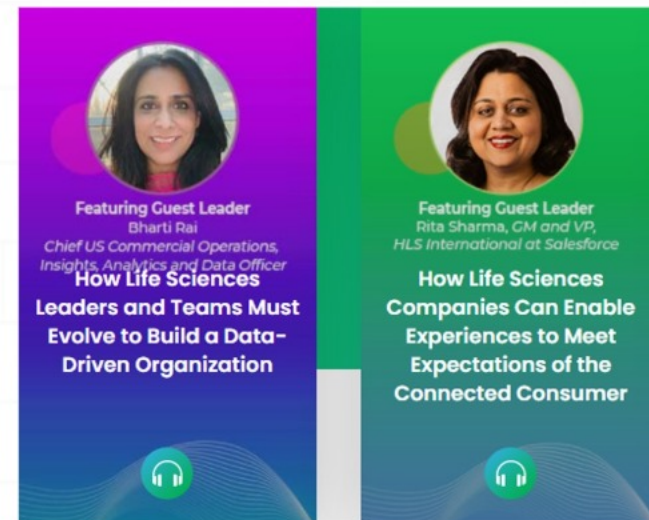 Featuring Guest Leader
Bharti Rai
Chief US Commercial Operations,
Insights, Analytics and Data Officer
How Life Sciences
Leaders and Teams Must
Evolve to Build a Data-
Driven Organization
Featuring Guest Leader
Rita Sharma, GM and VP,
HLS International at Salesforce
How Life Sciences
Companies Can Enable
Experiences to Meet
Expectations of the
Connected Consumer